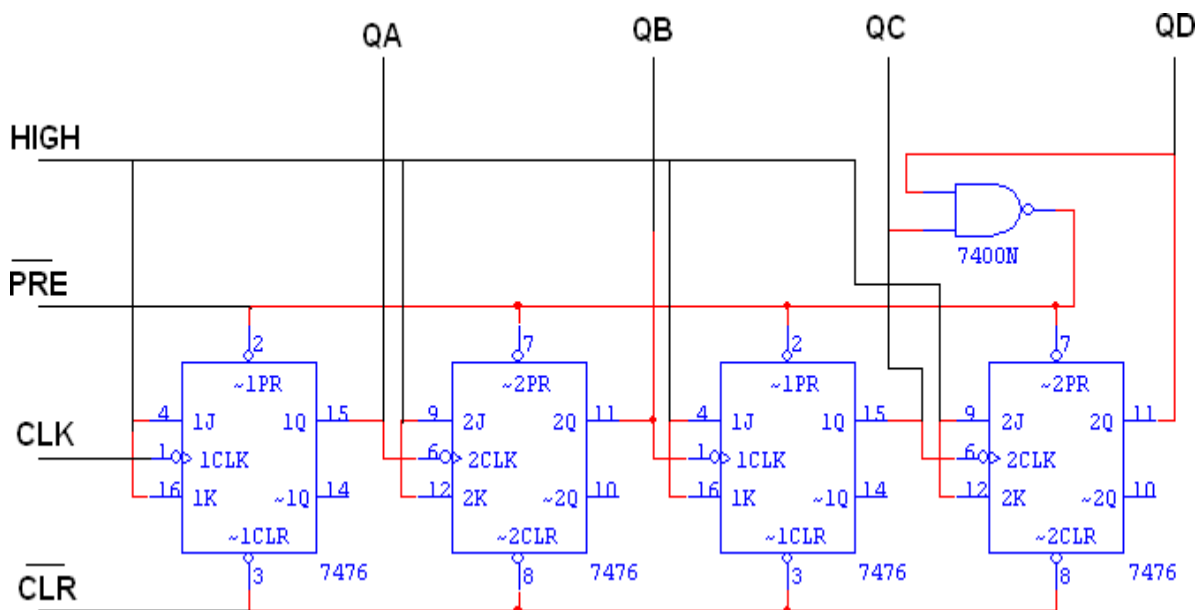 QA QB QC QD
HIGH
7400N
PRE
2 7 2 7
~1PR ~2PR ~1PR ~2PR
4 1J 1Q 15 9 2J 2Q 11 4 1J 1Q 15 9 2J 2Q 11
CLK 1 1CLK 6 2CLK 1 1CLK 6 2CLK
16 1K ~1Q 14 12 2K ~2Q 10 16 1K ~1Q 14 12 2K ~2Q 10
~1CLR ~2CLR ~1CLR ~2CLR
3 7476 8 7476 3 7476 8 7476
CLR